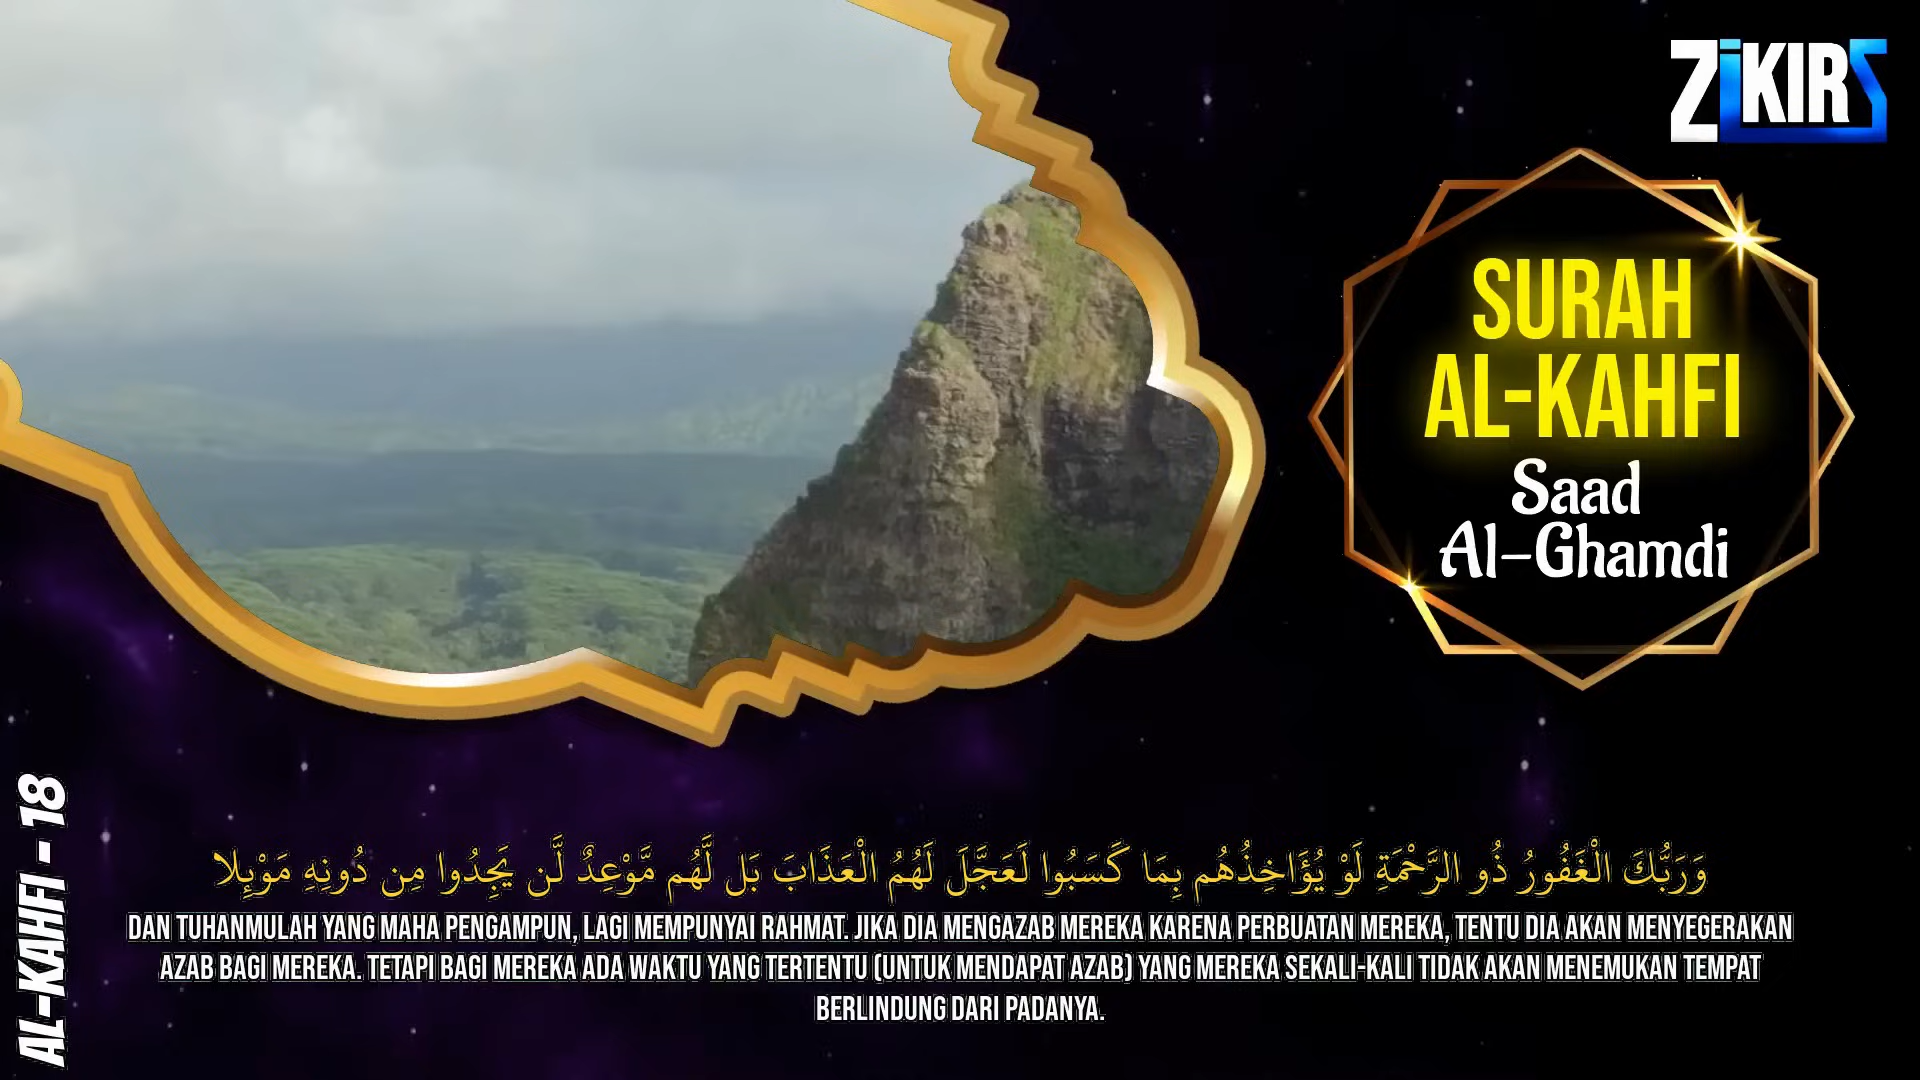 ZiKIRS
SURAH
AL-KAHFI
Saad
Al-Ghamdi
AL-KAHFI - 18
وَرَبُّكَ الْغَفُورُ ذُو الرَّحْمَةِ لَوْ يُؤَاخِذُهُم بِمَا كَسَبُوا لَعَجَّلَ لَهُمُ الْعَذَابَ بَل لَّهُم مَّوْعِدٌ لَّن يَجِدُوا مِن دُونِهِ مَوْئِلا
DAN TUHANMULAH YANG MAHA PENGAMPUN, LAGI MEMPUNYAI RAHMAT. JIKA DIA MENGAZAB MEREKA KARENA PERBUATAN MEREKA, TENTU DIA AKAN MENYEGERAKAN
AZAB BAGI MEREKA. TETAPI BAGI MEREKA ADA WAKTU YANG TERTENTU (UNTUK MENDAPAT AZAB) YANG MEREKA SEKALI-KALI TIDAK AKAN MENEMUKAN TEMPAT
BERLINDUNG DARI PADANYA.